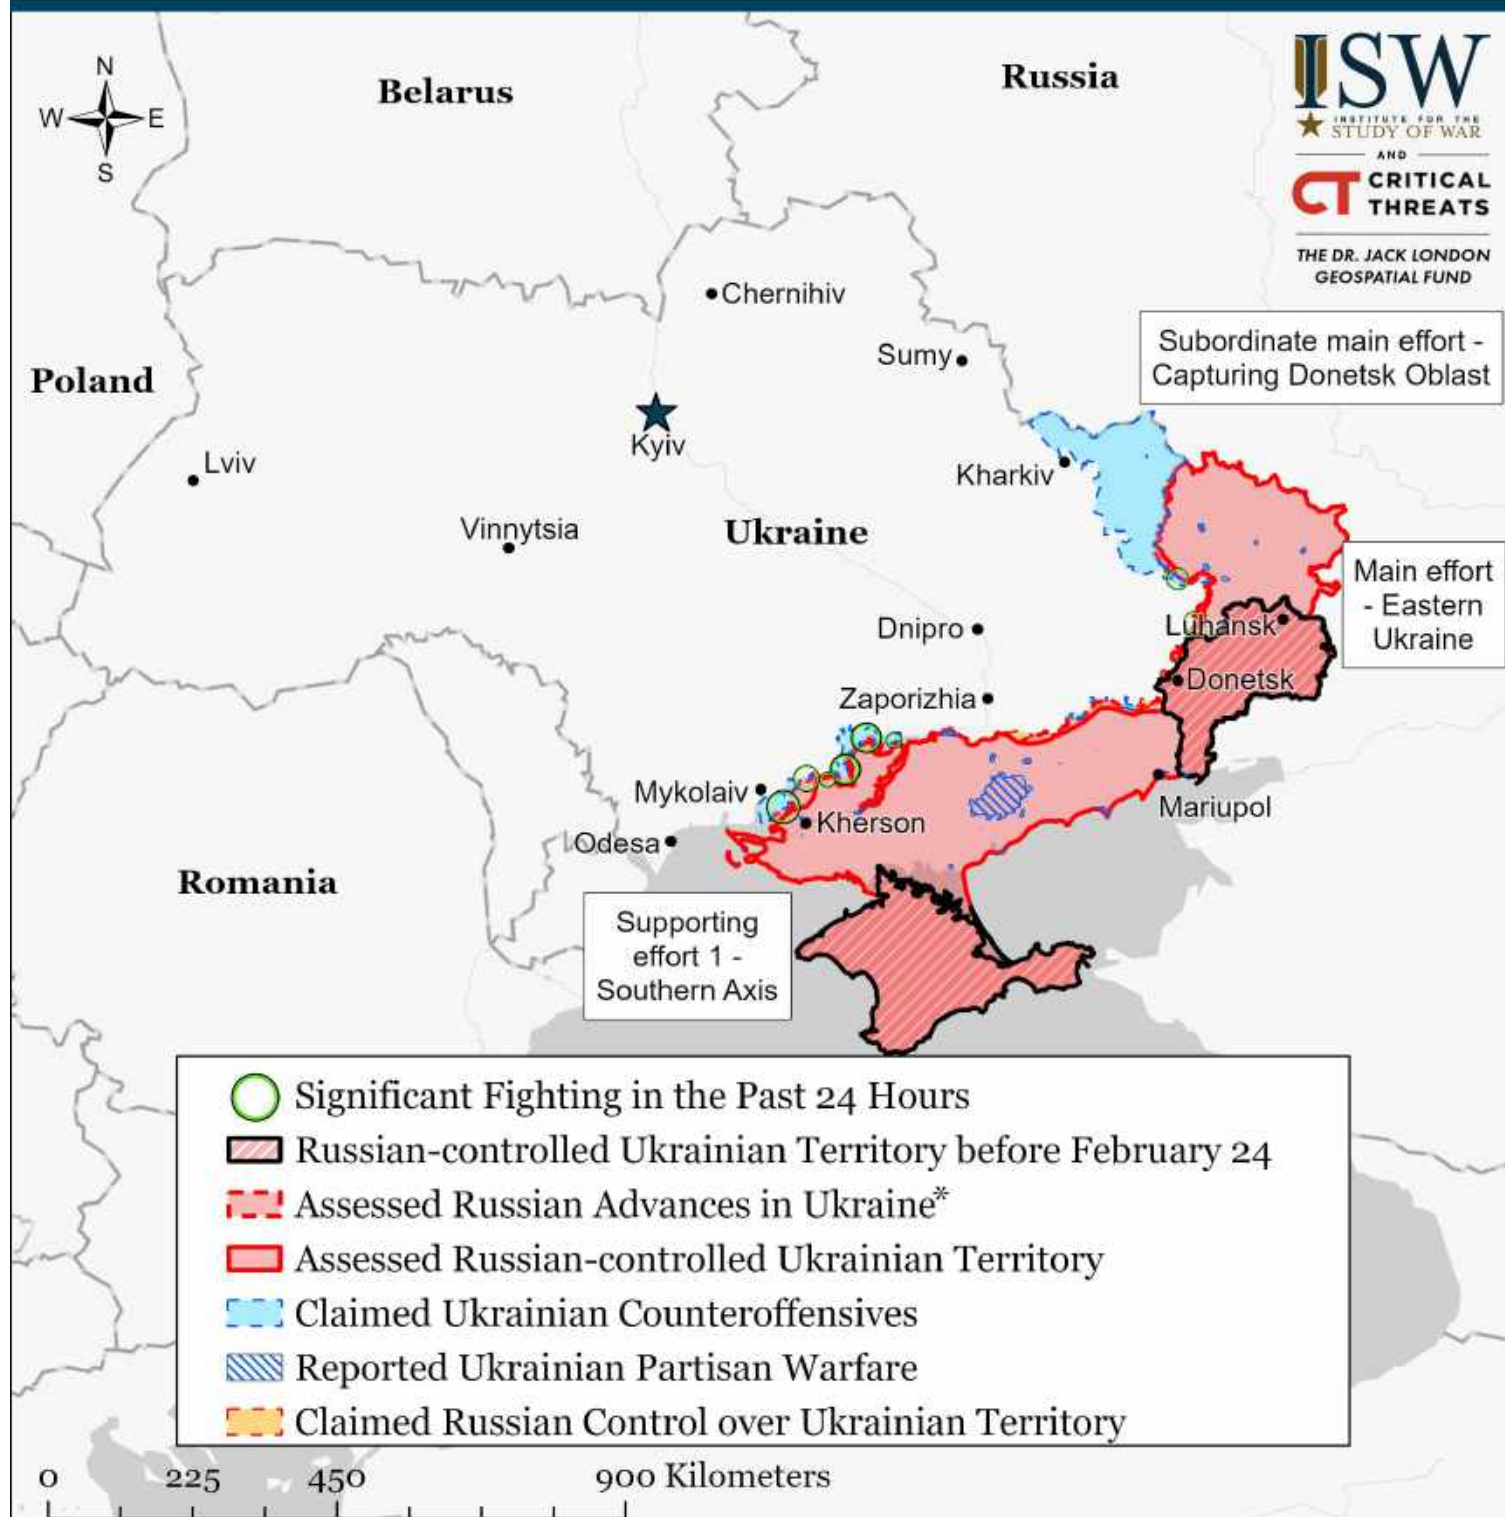 N
W
E
S
Belarus
Russia
ISW
INSTITUTE FOR THE
STUDY OF WAR
AND
CT CRITICAL
THREATS
THE DR. JACK LONDON
GEOSPATIAL FUND
Chernihiv
Subordinate main effort -
Capturing Donetsk Oblast
Sumy
Poland
Kyiv
Lviv
Kharkiv
Vinnytsia
Ukraine
Main effort
- Eastern
Ukraine
Dnipro
Luhansk
Donetsk
Zaporizhia
Mykolaiv
Mariupol
Kherson
Odesa
Romania
Supporting
effort 1 -
Southern Axis
Significant Fighting in the Past 24 Hours
Russian-controlled Ukrainian Territory before February 24
Assessed Russian Advances in Ukraine*
Assessed Russian-controlled Ukrainian Territory
Claimed Ukrainian Counteroffensives
Reported Ukrainian Partisan Warfare
Claimed Russian Control over Ukrainian Territory
0 225 450 900 Kilometers